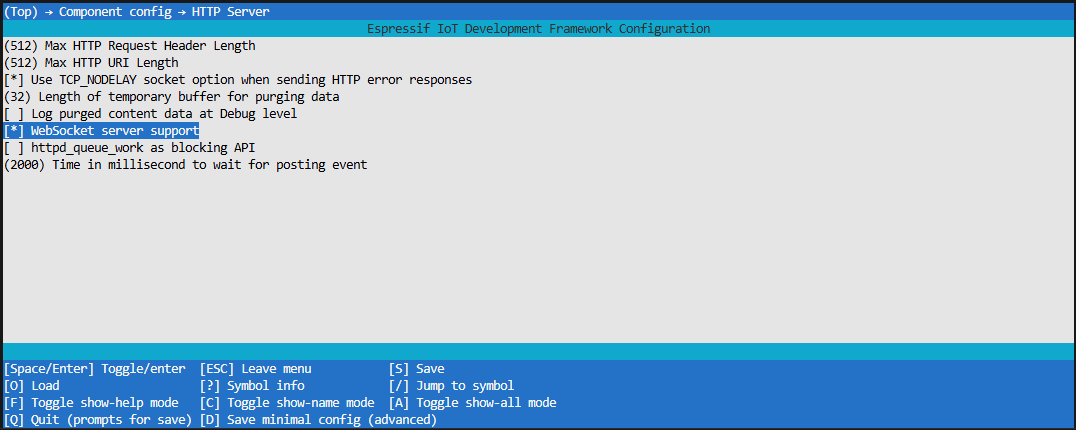 (Top) → Component config → HTTP Server
Espressif IoT Development Framework Configuration
(512) Max HTTP Request Header Length
(512) Max HTTP URI Length
[*] Use TCP_NODELAY socket option when sending HTTP error responses
(32) Length of temporary buffer for purging data
[ ] Log purged content data at Debug level
[*] WebSocket server support
[ ] httpd_queue_work as blocking API
(2000) Time in millisecond to wait for posting event
[Space/Enter] Toggle/enter [ESC] Leave menu [S] Save
[O] Load [?] Symbol info [/] Jump to symbol
[F] Toggle show-help mode [C] Toggle show-name mode [A] Toggle show-all mode
[Q] Quit (prompts for save) [D] Save minimal config (advanced)